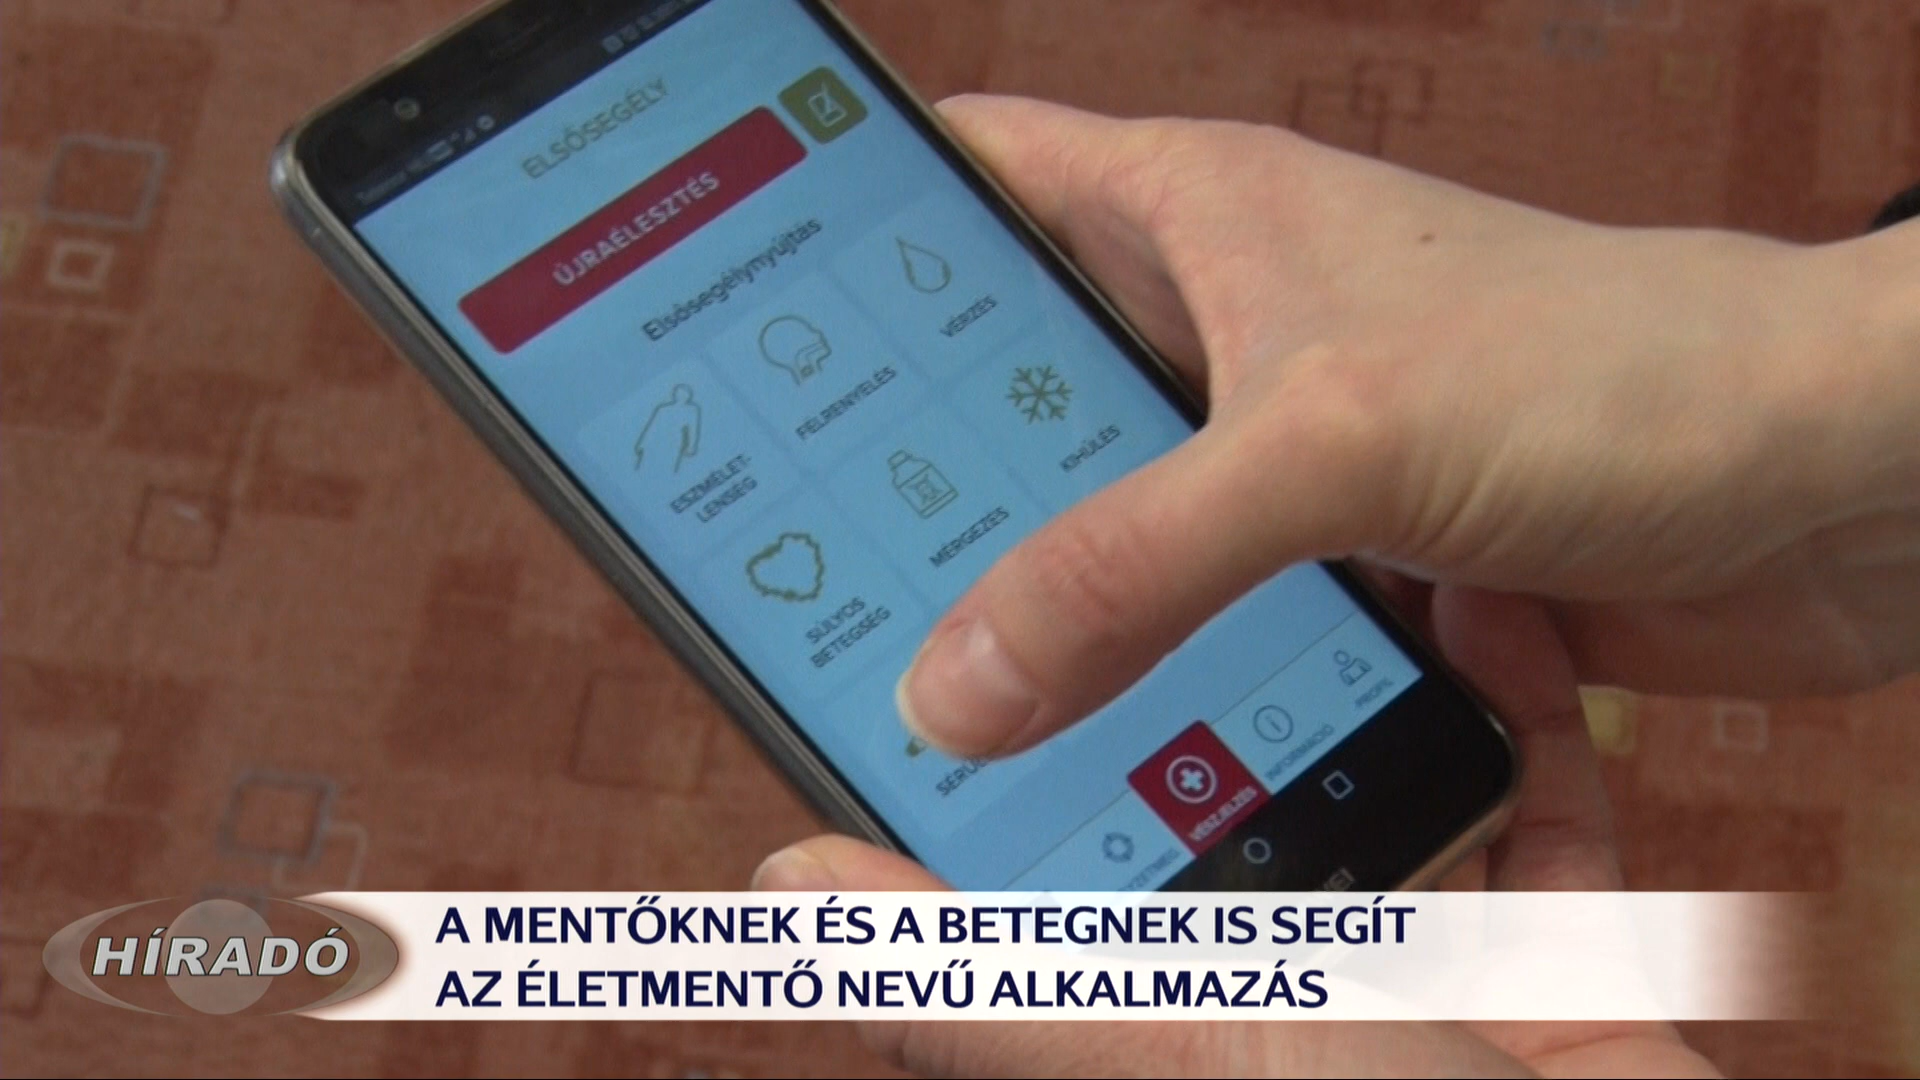 ELSŐSEGÉLY
ÚJRAÉLESZTÉS
Elsősegélynyújtás
ESZMÉLET-
LENSÉG
FÉLRENYELÉS
VÉRZÉS
SÚLYOS
BETEGSÉG
MÉRGEZÉS
KIHŰLÉS
VÉSZJELZÉS
INFORMÁCIÓ
PROFIL
HÍRADÓ
A MENTŐKNEK ÉS A BETEGNEK IS SEGÍT
AZ ÉLETMENTŐ NEVŰ ALKALMAZÁS